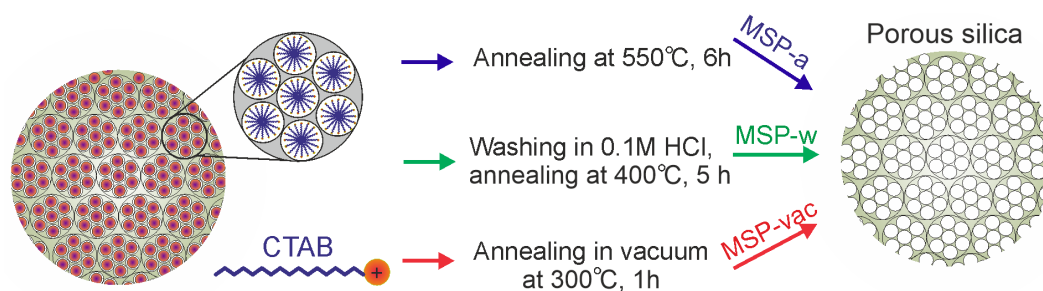 Annealing at 550℃, 6h
MSP-a
Porous silica
Washing in 0.1M HCl,
annealing at 400℃, 5 h
MSP-w
CTAB
+
Annealing in vacuum
at 300℃, 1h
MSP-vac